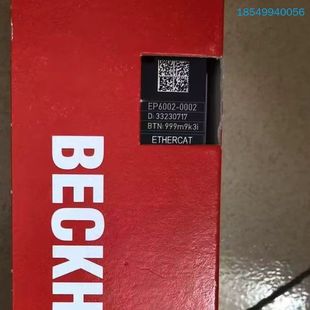 18549940056
EP6002-0002
D: 33230717
BTN: 999m9k3i
ETHERCAT
BECKH